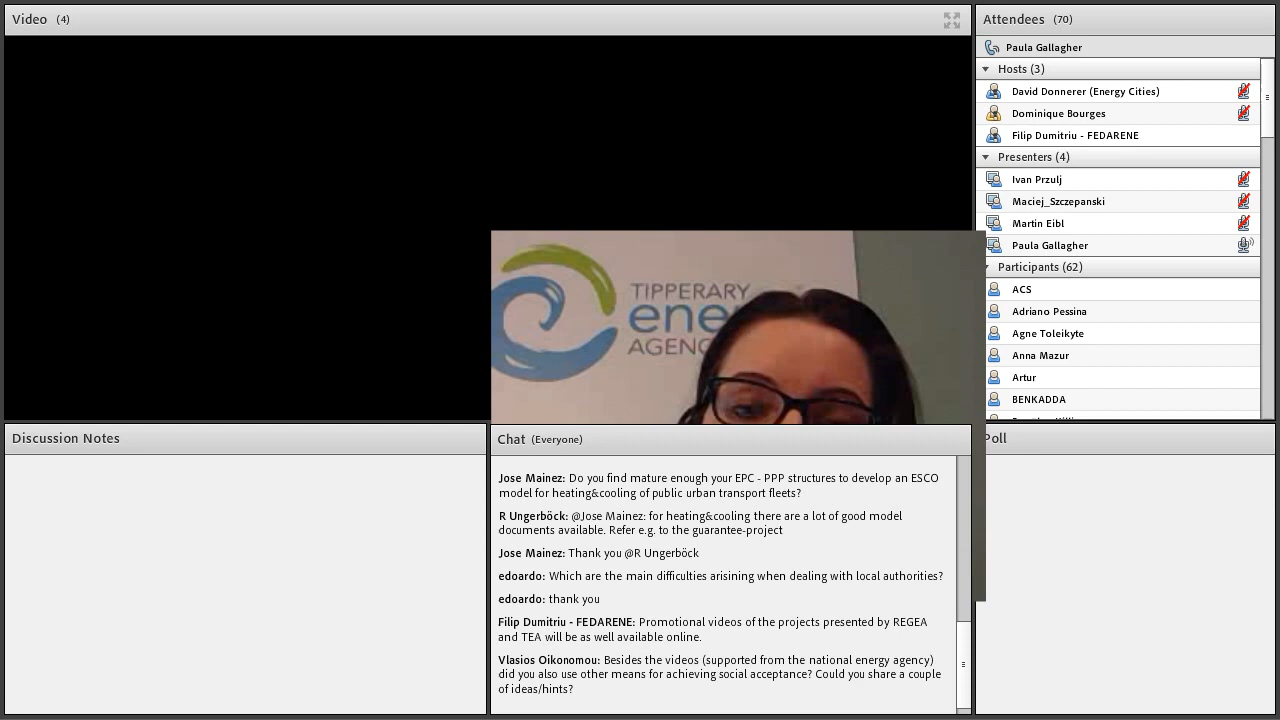 Video (4)
TIPPERARY
ene
AGENC
Discussion Notes
Chat (Everyone)
Jose Mainez: Do you find mature enough your EPC - PPP structures to develop an ESCO
model for heating&cooling of public urban transport fleets?
R Ungerböck: @Jose Mainez: for heating&cooling there are a lot of good model
documents available. Refer e.g. to the guarantee-project
Jose Mainez: Thank you @R Ungerböck
edoardo: Which are the main difficulties arisining when dealing with local authorities?
edoardo: thank you
Filip Dumitriu - FEDARENE: Promotional videos of the projects presented by REGEA
and TEA will be as well available online.
Vlasios Oikonomou: Besides the videos (supported from the national energy agency)
did you also use other means for achieving social acceptance? Could you share a couple
of ideas/hints?
Attendees (70)
Paula Gallagher
Hosts (3)
David Donnerer (Energy Cities)
Dominique Bourges
Filip Dumitriu - FEDARENE
Presenters (4)
Ivan Przulj
Maciej_Szczepanski
Martin Eibl
Paula Gallagher
Participants (62)
ACS
Adriano Pessina
Agne Toleikyte
Anna Mazur
Artur
BENKADDA
Poll